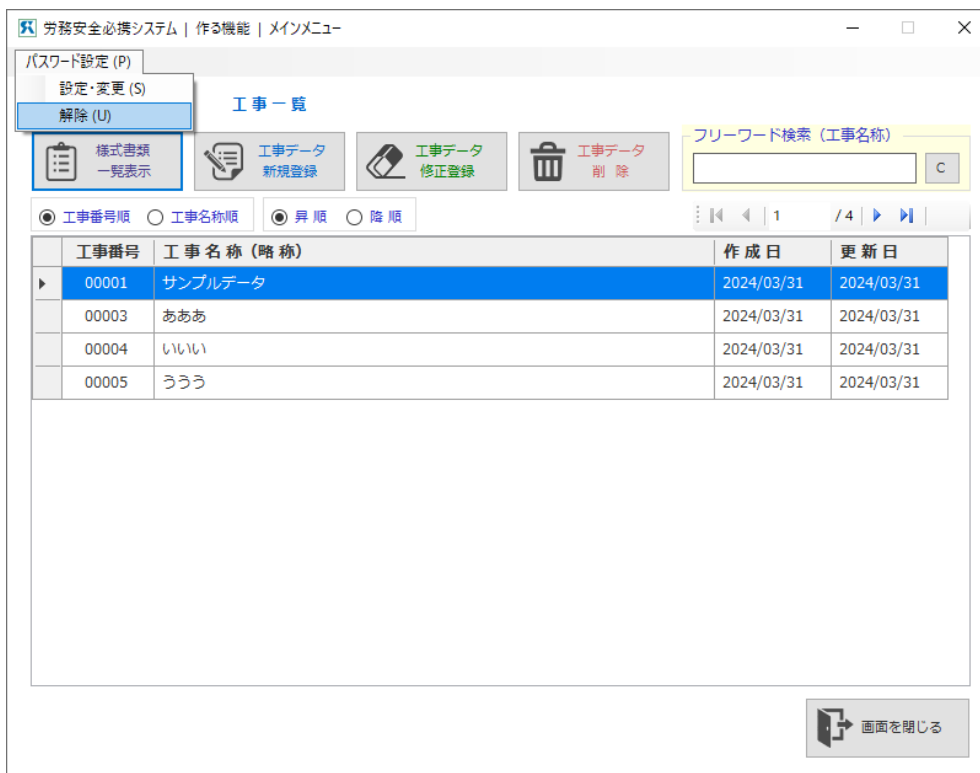 労務安全必携システム | 作る機能 | メインメニュー
パスワード設定 (P)
設定・変更 (S)
解除 (U)
工 事 一 覧
様式書類
一覧表示
工事データ
新規登録
工事データ
修正登録
工事データ
削 除
フリーワード検索（工事名称）
C
工事番号順 工事名称順 昇 順 降 順
1 / 4
工事番号 工 事 名 称（略 称） 作 成 日 更 新 日
00001 サンプルデータ 2024/03/31 2024/03/31
00003 あああ 2024/03/31 2024/03/31
00004 いいい 2024/03/31 2024/03/31
00005 ううう 2024/03/31 2024/03/31
画面を閉じる